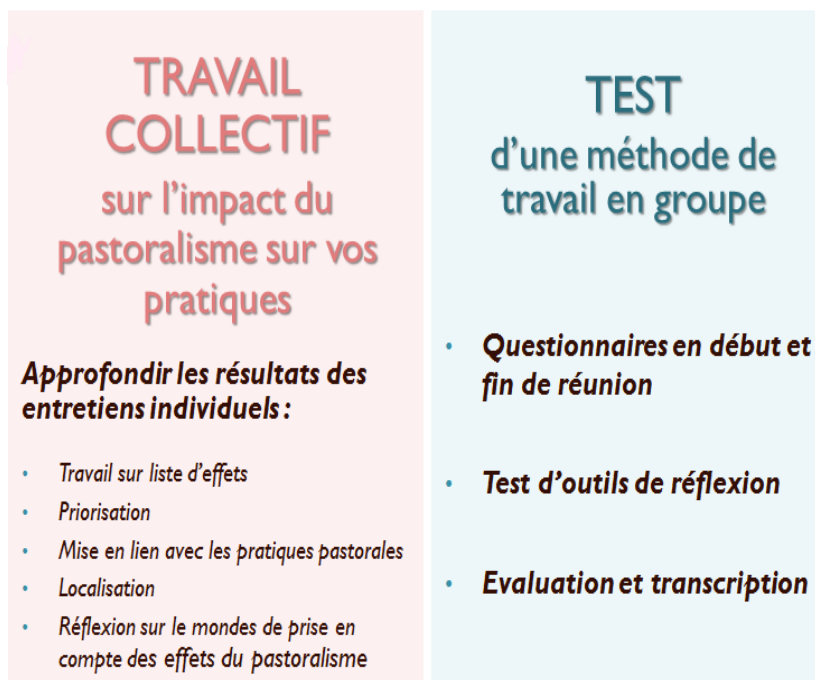 TRAVAIL
COLLECTIF
sur l’impact du
pastoralisme sur vos
pratiques
Approfondir les résultats des
entretiens individuels :
• Travail sur liste d’effets
• Priorisation
• Mise en lien avec les pratiques pastorales
• Localisation
• Réflexion sur le mondes de prise en
compte des effets du pastoralisme
TEST
d’une méthode de
travail en groupe
• Questionnaires en début et
fin de réunion
• Test d’outils de réflexion
• Evaluation et transcription